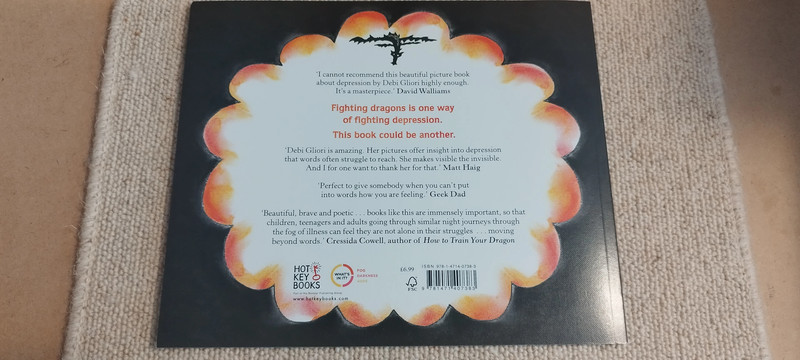 'I cannot recommend this beautiful picture book
about depression by Debi Gliori highly enough.
It's a masterpiece.' David Walliams
Fighting dragons is one way
of fighting depression.
This book could be another.
'Debi Gliori is amazing. Her pictures offer insight into depression
that words often struggle to reach. She makes visible the invisible.
And I for one want to thank her for that.' Matt Haig
'Perfect to give somebody when you can't put
into words how you are feeling.' Geek Dad
'Beautiful, brave and poetic . . . books like this are immensely important, so that
children, teenagers and adults going through similar night journeys through
the fog of illness can feel they are not alone in their struggles . . . moving
beyond words.' Cressida Cowell, author of How to Train Your Dragon
HOT
KEY
BOOKS
www.hotkeybooks.com
WHAT'S
IN IT?
£6.99
FSC
9 781471 407583